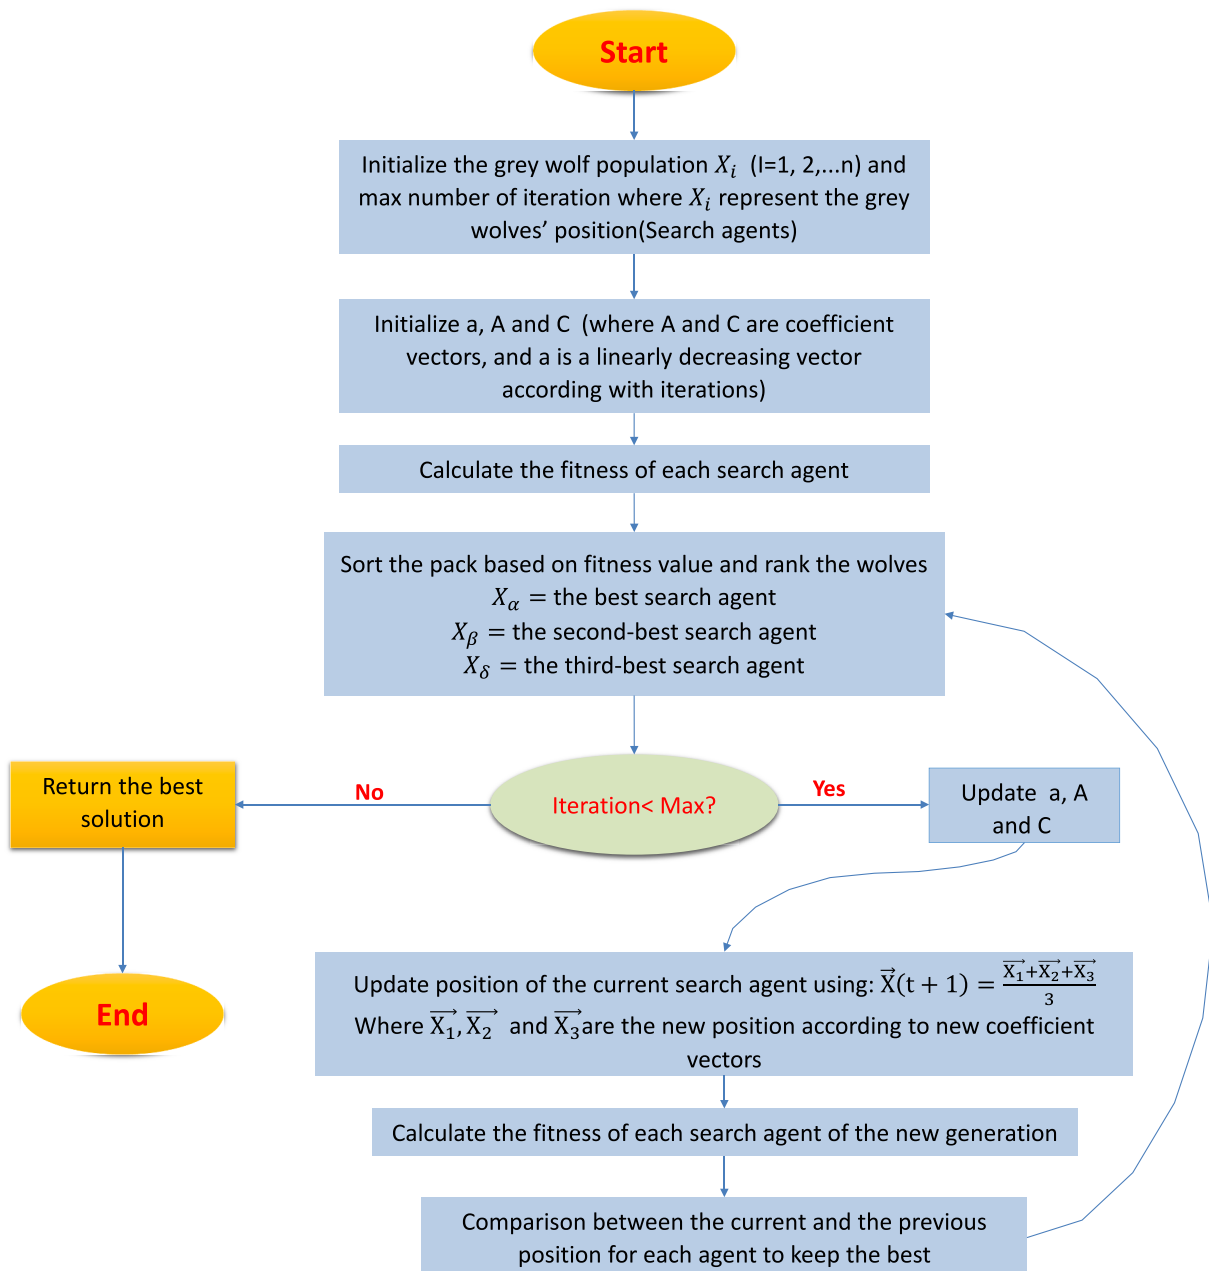 Start
Initialize the grey wolf population Xᵢ (I=1, 2,...n) and
max number of iteration where Xᵢ represent the grey
wolves’ position(Search agents)
Initialize a, A and C (where A and C are coefficient
vectors, and a is a linearly decreasing vector
according with iterations)
Calculate the fitness of each search agent
Sort the pack based on fitness value and rank the wolves
X_α = the best search agent
X_β = the second-best search agent
X_δ = the third-best search agent
Iteration< Max?
No
Return the best
solution
End
Yes
Update a, A
and C
Update position of the current search agent using: X⃗(t + 1) = (X₁⃗+X₂⃗+X₃⃗)/3
Where X₁⃗, X₂⃗ and X₃⃗are the new position according to new coefficient
vectors
Calculate the fitness of each search agent of the new generation
Comparison between the current and the previous
position for each agent to keep the best